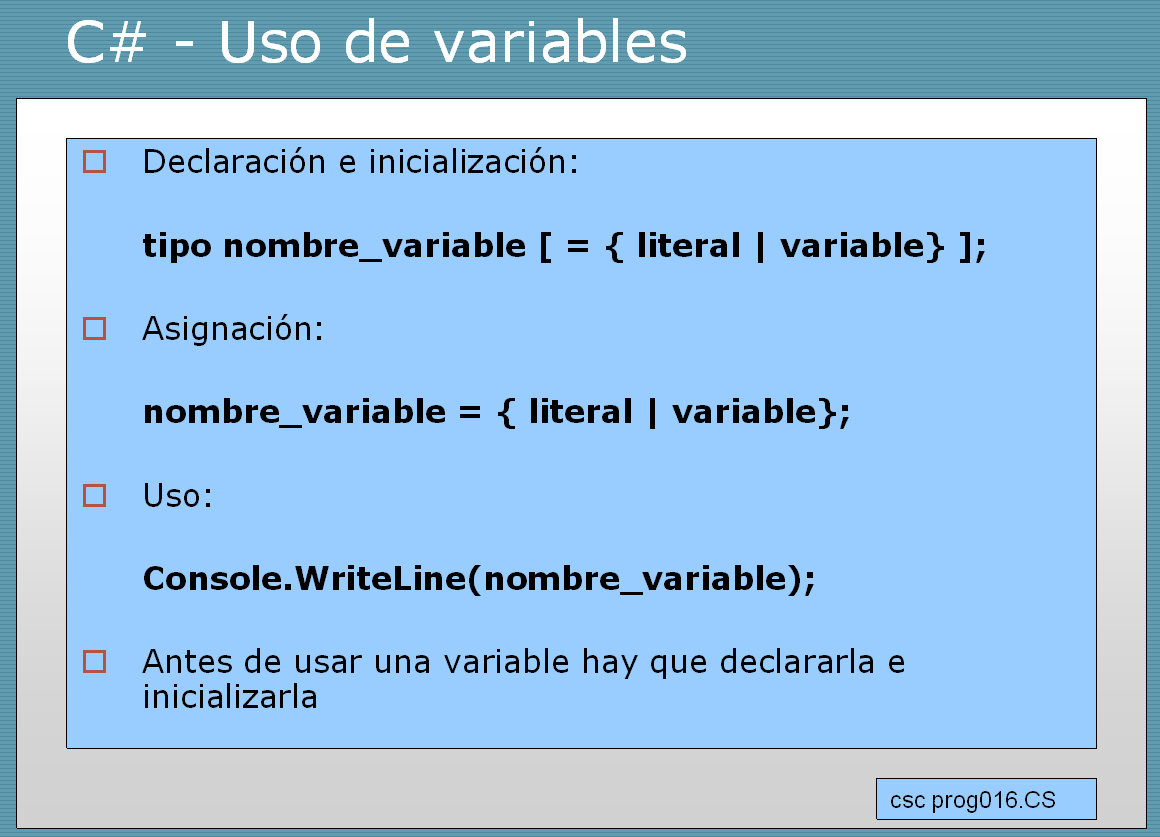 C# - Uso de variables
Declaración e inicialización:
tipo nombre_variable [ = { literal | variable} ];
Asignación:
nombre_variable = { literal | variable};
Uso:
Console.WriteLine(nombre_variable);
Antes de usar una variable hay que declararla e
inicializarla
csc prog016.CS